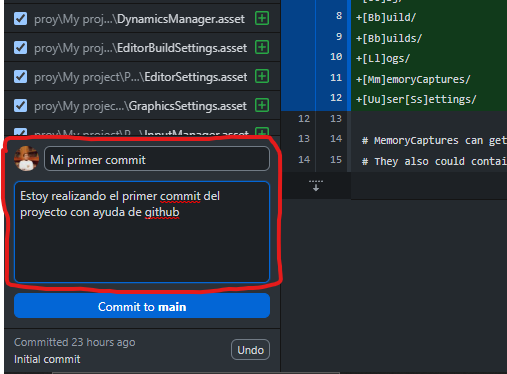 proy\My proj...\DynamicsManager.asset
proy\My proj...\EditorBuildSettings.asset
proy\My project\P...\EditorSettings.asset
proy\My projec...\GraphicsSettings.asset
proy\My project\P...\InputManager.asset
Mi primer commit
Estoy realizando el primer commit del
proyecto con ayuda de github
Commit to main
Committed 23 hours ago
Initial commit
Undo
8 +[Bb]uild/
9 +[Bb]uilds/
10 +[Ll]ogs/
11 +[Mm]emoryCaptures/
12 +[Uu]ser[Ss]ettings/
12 13
13 14 # MemoryCaptures can get
14 15 # They also could contai